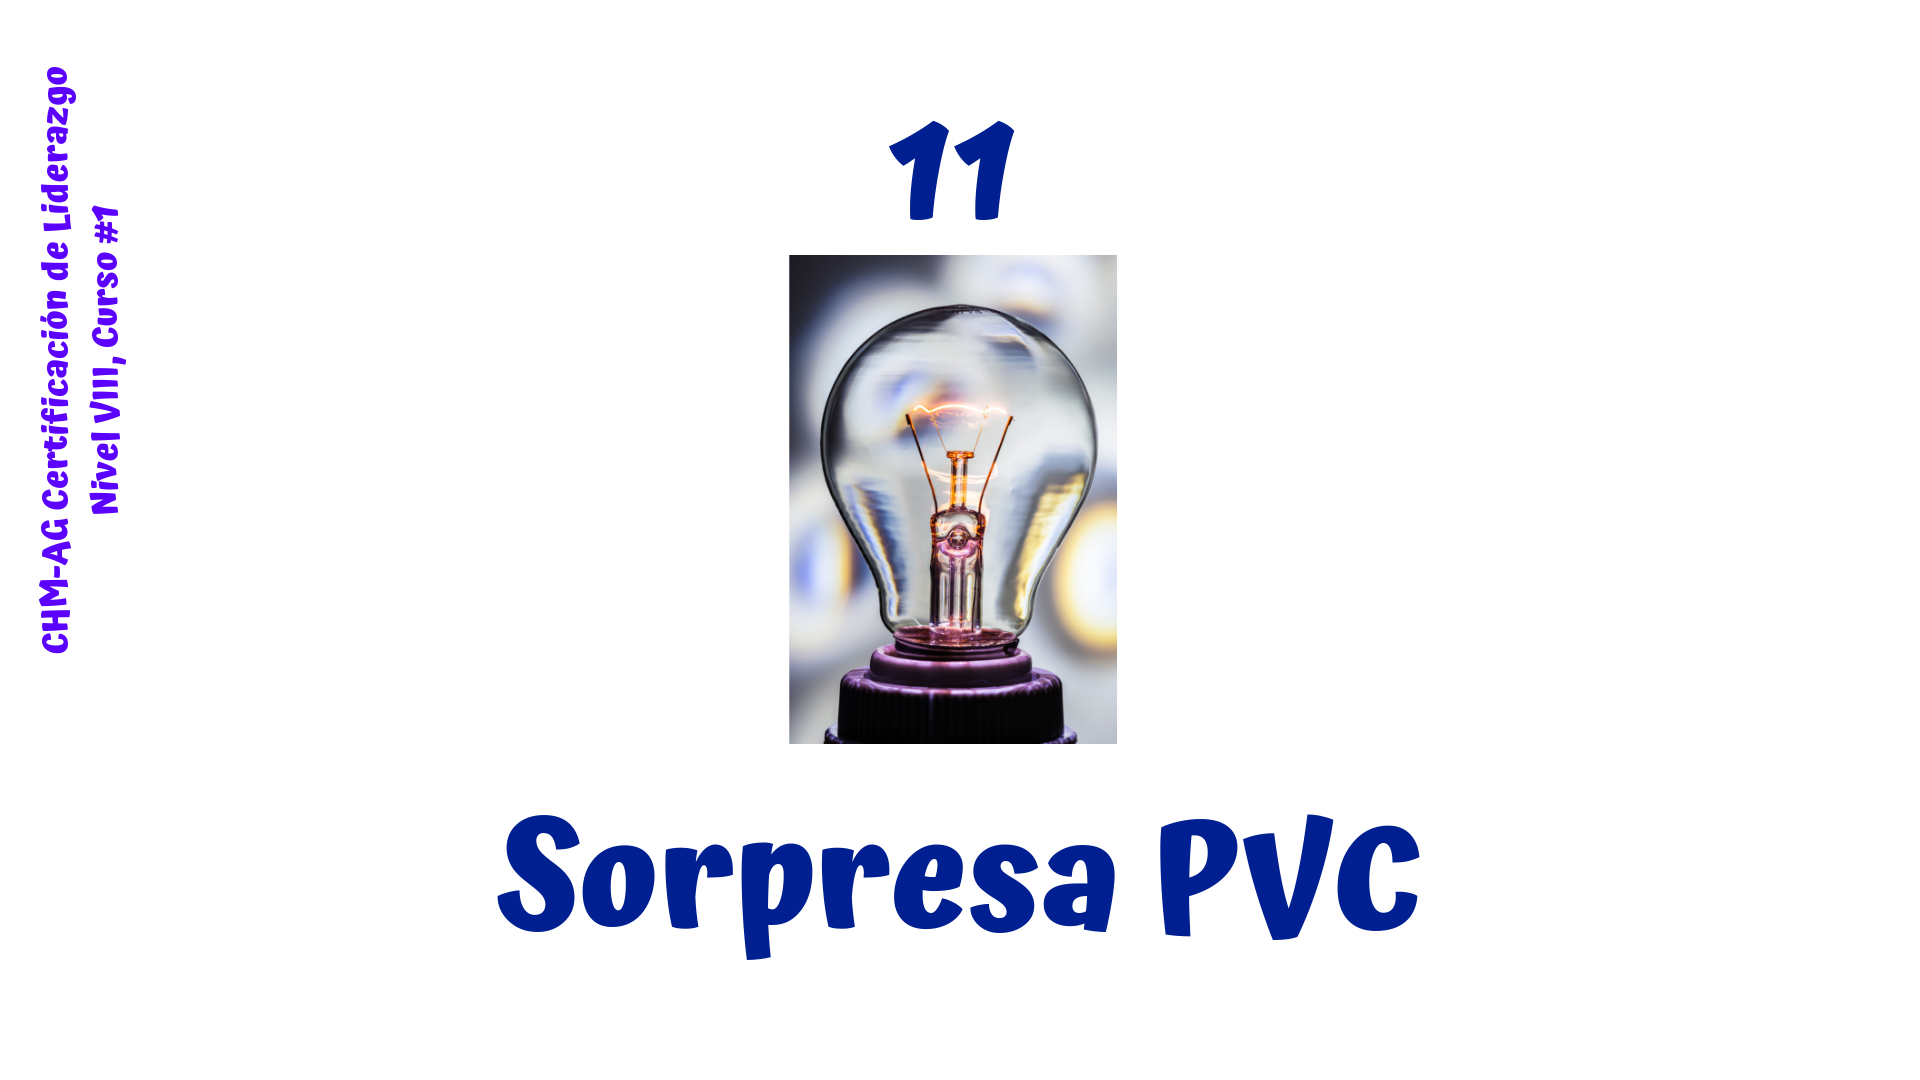 CHM-AG Certificación de Liderazgo
Nivel VIII, Curso #1
11
Sorpresa PVC